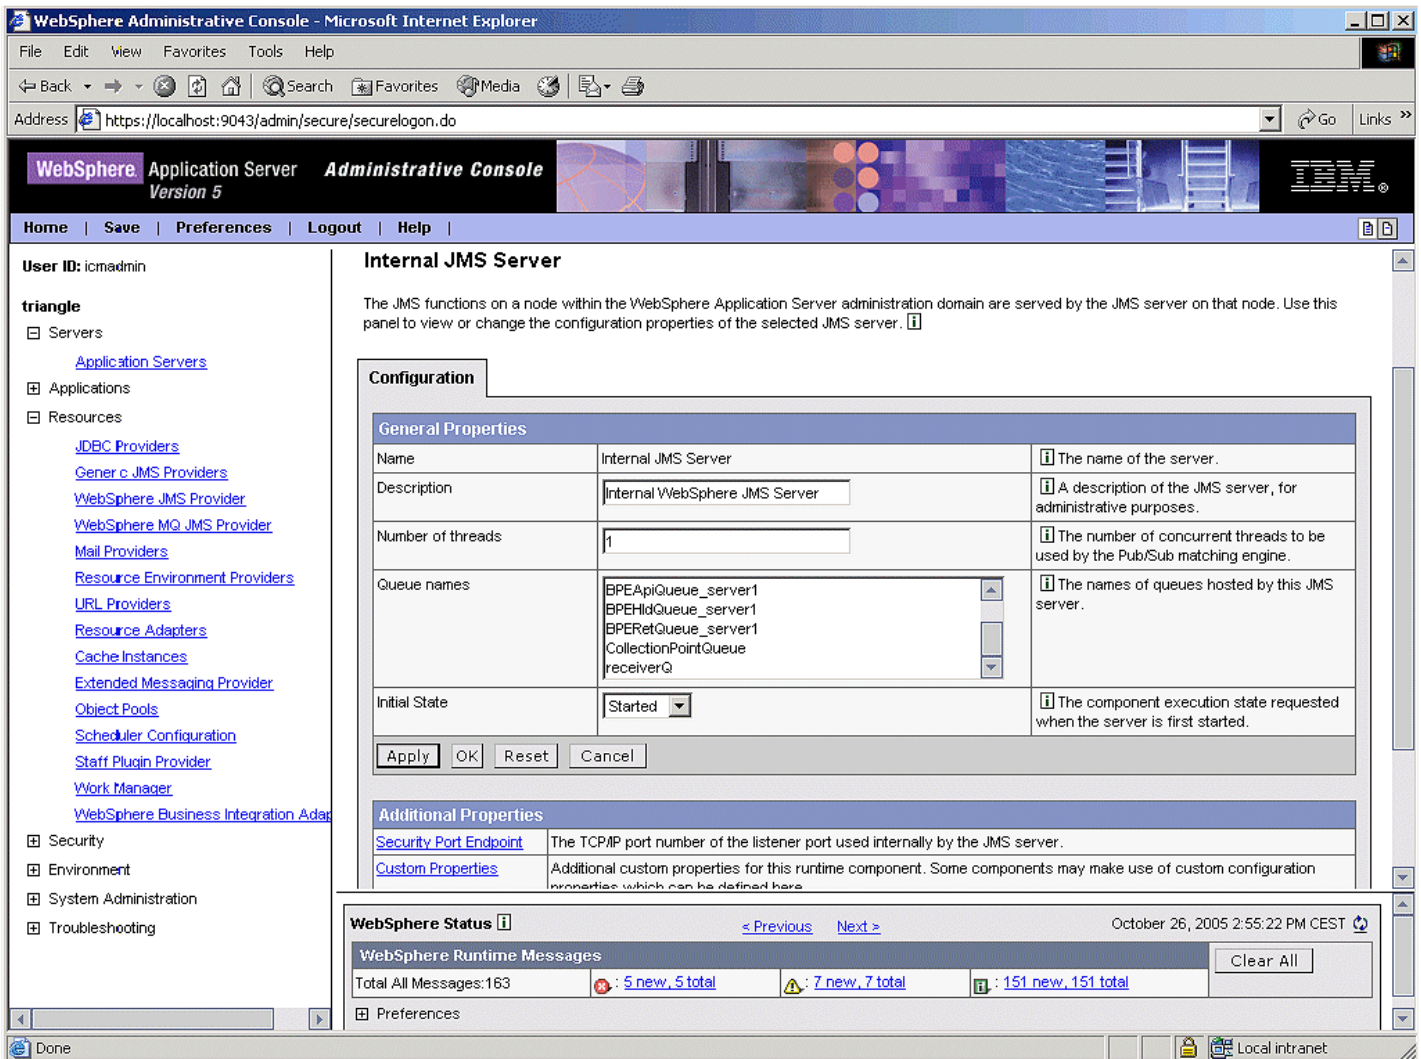 WebSphere Administrative Console - Microsoft Internet Explorer
File Edit View Favorites Tools Help
Back Search Favorites Media
Address https://localhost:9043/admin/secure/securelogon.do Go Links »
WebSphere Application Server Administrative Console
Version 5
IBM®
Home | Save | Preferences | Logout | Help |
User ID: icmadmin
triangle
Servers
Application Servers
Applications
Resources
JDBC Providers
Generic JMS Providers
WebSphere JMS Provider
WebSphere MQ JMS Provider
Mail Providers
Resource Environment Providers
URL Providers
Resource Adapters
Cache Instances
Extended Messaging Provider
Object Pools
Scheduler Configuration
Staff Plugin Provider
Work Manager
WebSphere Business Integration Adap
Security
Environment
System Administration
Troubleshooting
Internal JMS Server
The JMS functions on a node within the WebSphere Application Server administration domain are served by the JMS server on that node. Use this
panel to view or change the configuration properties of the selected JMS server. i
Configuration
General Properties
Name Internal JMS Server i The name of the server.
Description Internal WebSphere JMS Server i A description of the JMS server, for
administrative purposes.
Number of threads 1 i The number of concurrent threads to be
used by the Pub/Sub matching engine.
Queue names BPEApiQueue_server1 i The names of queues hosted by this JMS
server.
BPEHldQueue_server1
BPERetQueue_server1
CollectionPointQueue
receiverQ
Initial State Started i The component execution state requested
when the server is first started.
Apply OK Reset Cancel
Additional Properties
Security Port Endpoint The TCP/IP port number of the listener port used internally by the JMS server.
Custom Properties Additional custom properties for this runtime component. Some components may make use of custom configuration
properties which can be defined here.
WebSphere Status i < Previous Next > October 26, 2005 2:55:22 PM CEST
WebSphere Runtime Messages
Clear All
Total All Messages:163 : 5 new, 5 total : 7 new, 7 total : 151 new, 151 total
Preferences
Done Local intranet